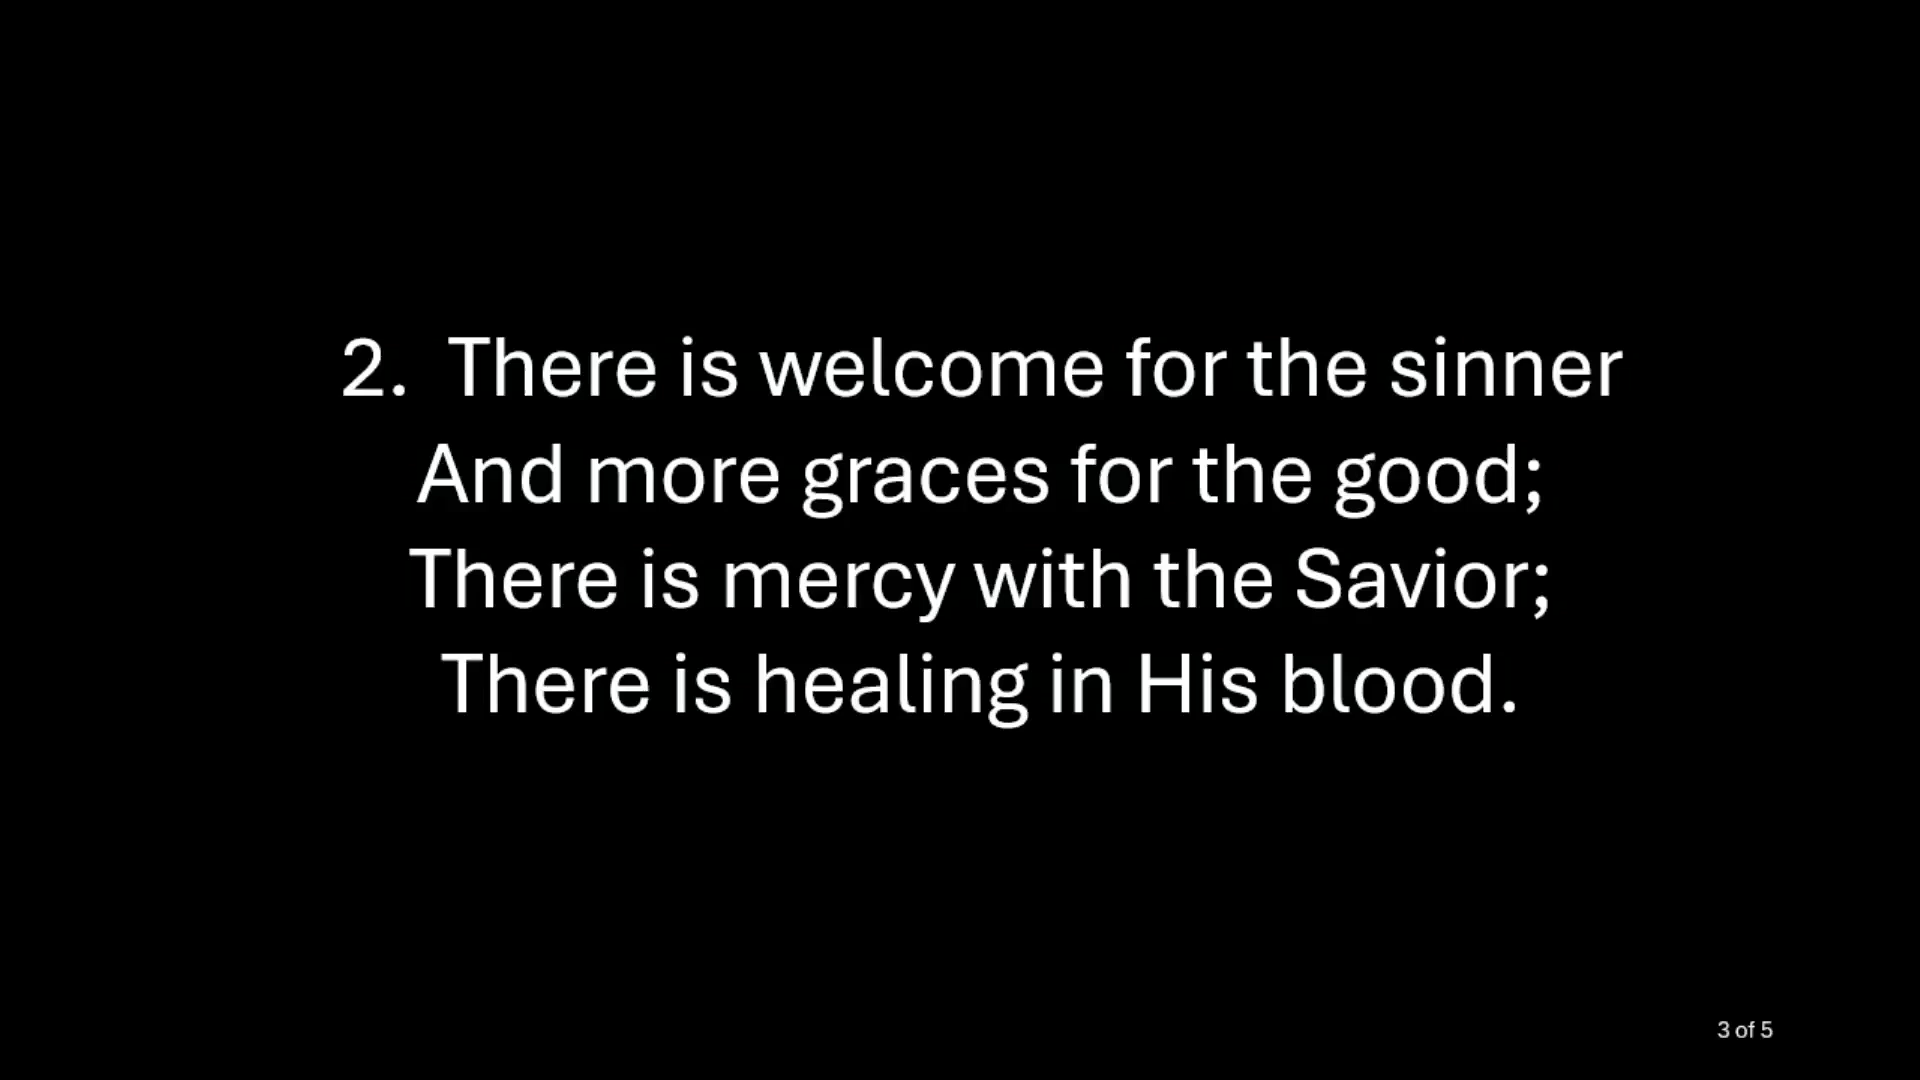 2. There is welcome for the sinner
And more graces for the good;
There is mercy with the Savior;
There is healing in His blood.
3 of 5